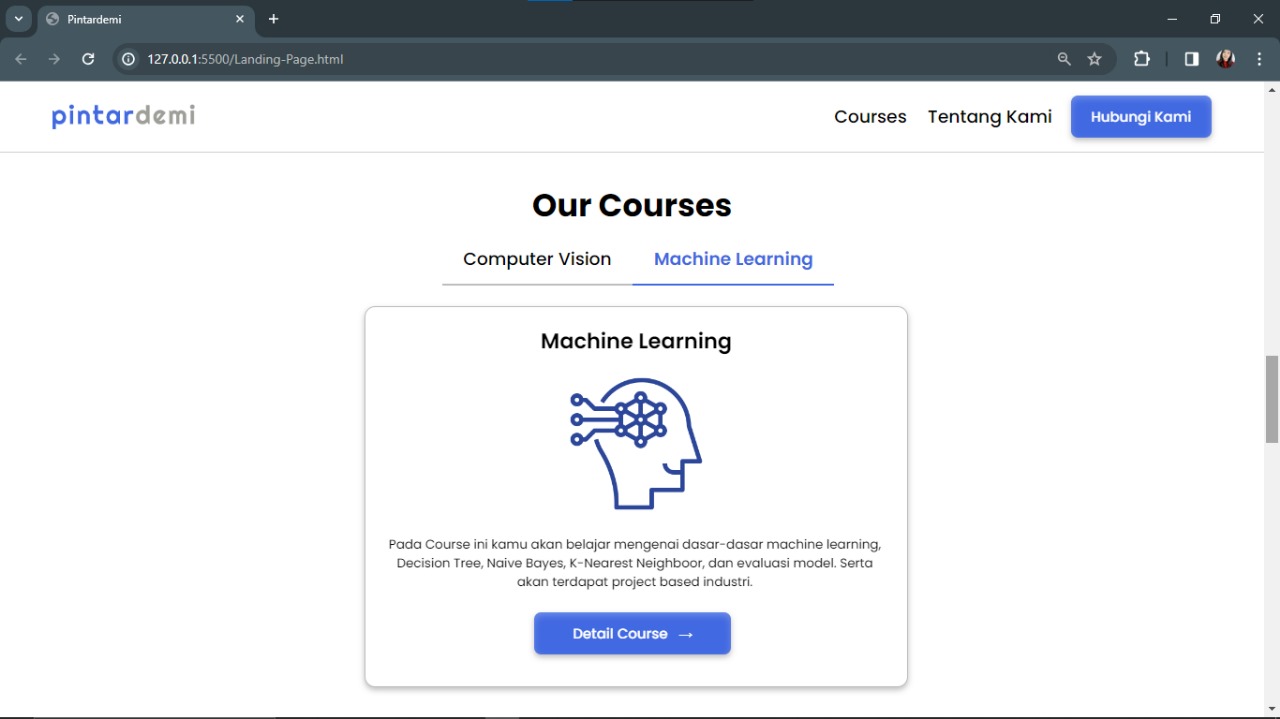 Pintardemi
127.0.0.1:5500/Landing-Page.html
pintardemi
Courses
Tentang Kami
Hubungi Kami
Our Courses
Computer Vision
Machine Learning
Machine Learning
Pada Course ini kamu akan belajar mengenai dasar-dasar machine learning,
Decision Tree, Naive Bayes, K-Nearest Neighboor, dan evaluasi model. Serta
akan terdapat project based industri.
Detail Course →